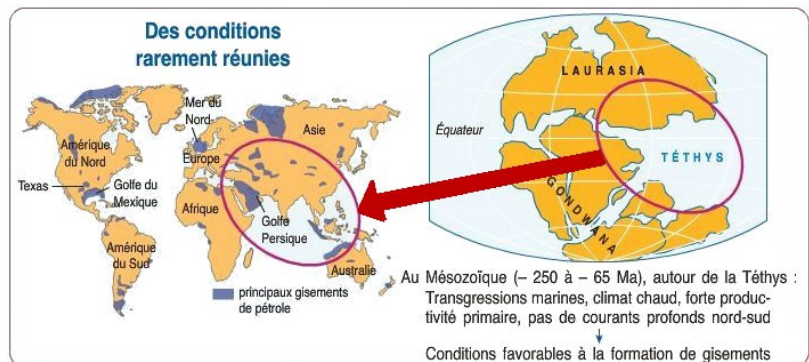 Des conditions
rarement réunies
Mer du
Nord
Amérique
du Nord
Europe
Asie
Texas
Golfe du
Mexique
Afrique
Golfe
Persique
Amérique
du Sud
Australie
principaux gisements
de pétrole
LAURASIA
Équateur
TÉTHYS
GONDWANA
Au Mésozoïque (– 250 à – 65 Ma), autour de la Téthys :
Transgressions marines, climat chaud, forte produc-
tivité primaire, pas de courants profonds nord-sud
Conditions favorables à la formation de gisements